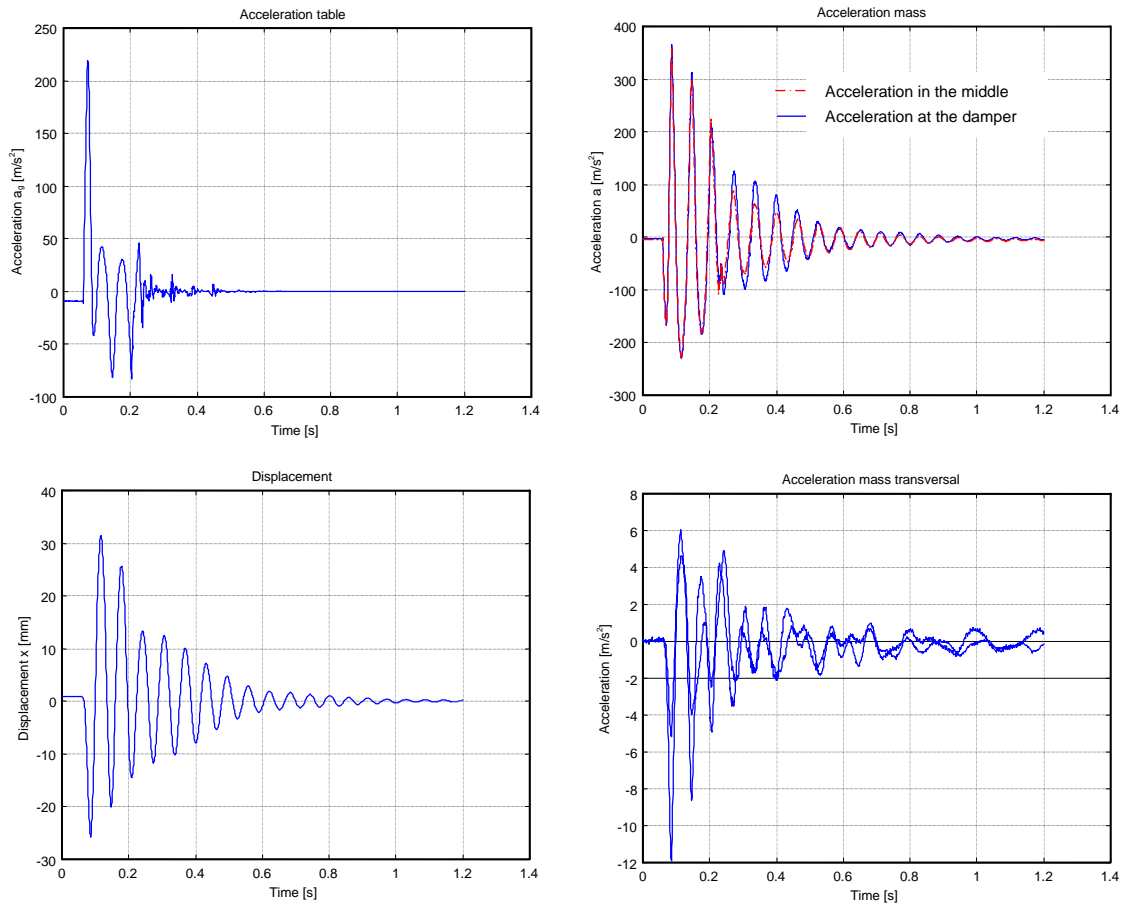 Acceleration table
250
200
150
100
50
0
-50
-100
0 0.2 0.4 0.6 0.8 1 1.2 1.4
Acceleration ag [m/s²]
Time [s]
Acceleration mass
400
300
200
100
0
-100
-200
-300
0 0.2 0.4 0.6 0.8 1 1.2 1.4
Acceleration a [m/s²]
Time [s]
Acceleration in the middle
Acceleration at the damper
Displacement
40
30
20
10
0
-10
-20
-30
0 0.2 0.4 0.6 0.8 1 1.2 1.4
Displacement x [mm]
Time [s]
Acceleration mass transversal
8
6
4
2
0
-2
-4
-6
-8
-10
-12
0 0.2 0.4 0.6 0.8 1 1.2 1.4
Acceleration [m/s²]
Time [s]